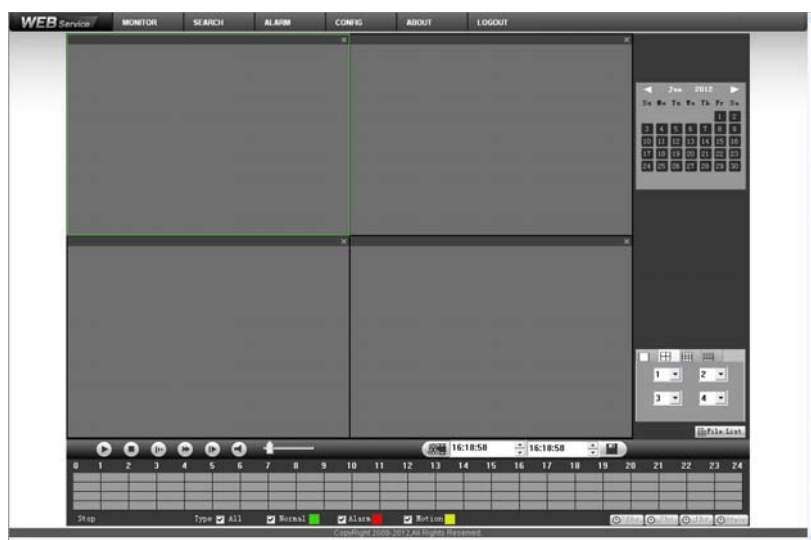 WEB Service MONITOR SEARCH ALARM CONFIG ABOUT LOGOUT
Jun 2012
Su Mo Tu We Th Fr Sa
1 2
3 4 5 6 7 8 9
10 11 12 13 14 15 16
17 18 19 20 21 22 23
24 25 26 27 28 29 30
1 2
3 4
File List
16:18:58 16:18:58
0 1 2 3 4 5 6 7 8 9 10 11 12 13 14 15 16 17 18 19 20 21 22 23 24
Stop Type All Normal Alarm Motion
CopyRight 2008-2012,All Rights Reserved.